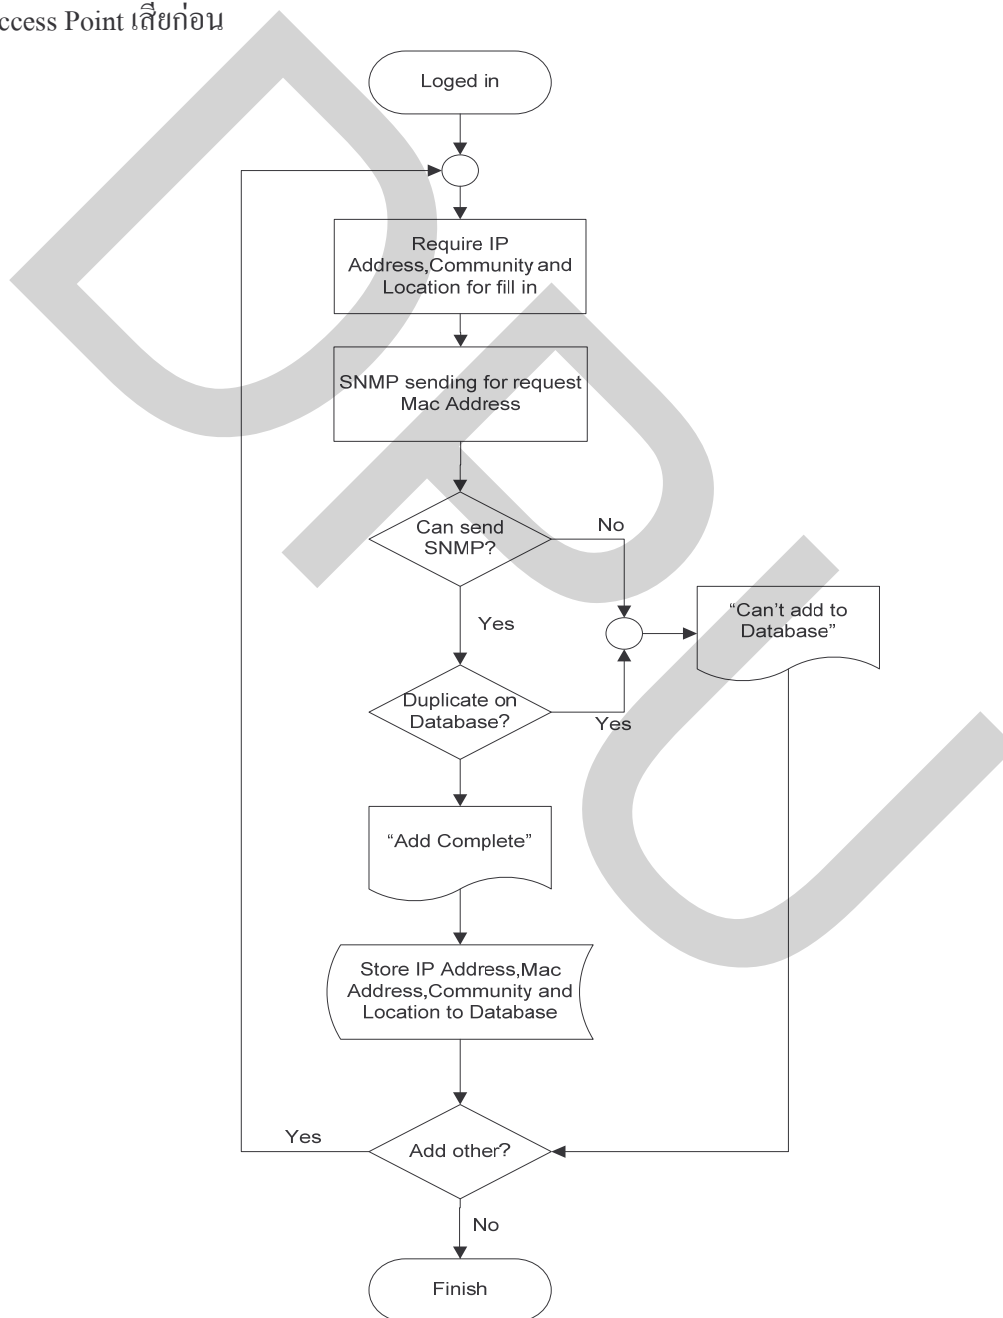 ccess Point เสียก่อน
Loged in
Require IP
Address,Community and
Location for fill in
SNMP sending for request
Mac Address
Can send
SNMP?
No
Yes
"Can't add to
Database"
Duplicate on
Database?
Yes
"Add Complete"
Store IP Address,Mac
Address,Community and
Location to Database
Yes
Add other?
No
Finish
DPU